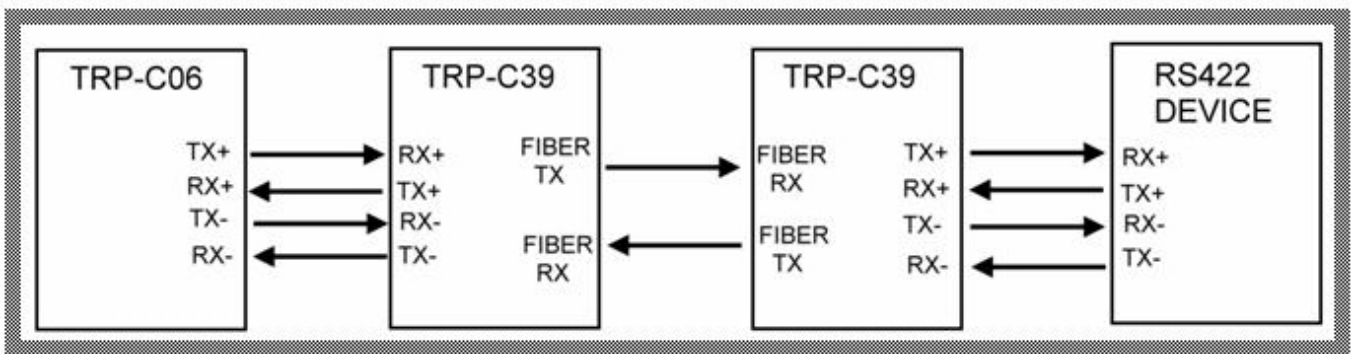 TRP-C06
TX+
RX+
TX-
RX-
TRP-C39
RX+
TX+
RX-
TX-
FIBER
TX
FIBER
RX
TRP-C39
FIBER
RX
FIBER
TX
TX+
RX+
TX-
RX-
RS422
DEVICE
RX+
TX+
RX-
TX-